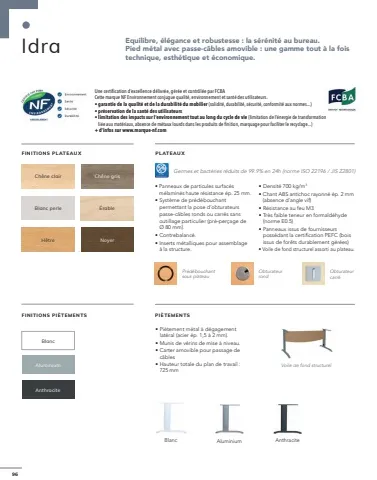 Idra
Equilibre, élégance et robustesse : la sérénité au bureau.
Pied métal avec passe-câbles amovible : une gamme tout à la fois
technique, esthétique et économique.
NF
FCBA
Une certification d'excellence délivrée, gérée et contrôlée par FCBA
Cette marque NF Environnement conjugue qualité, environnement et santé des utilisateurs.
• garantie de la qualité et de la durabilité du mobilier (solidité, durabilité, sécurité, conformité aux normes...)
• préservation de la santé des utilisateurs
• limitation des impacts sur l'environnement tout au long du cycle de vie (limitation de l'énergie de transformation
liée aux matériaux, absence de métaux lourds dans les produits de finition, marquage pour faciliter le recyclage...)
+ d'infos sur www.marque-nf.com
FINITIONS PLATEAUX
Chêne clair
Chêne gris
Blanc perle
Érable
Hêtre
Noyer
PLATEAUX
Germes et bactéries réduits de 99.9% en 24h (norme ISO 22196 / JIS Z2801)
• Panneaux de particules surfacés
mélaminés haute résistance ép. 25 mm.
• Système de prédébouchant
permettant la pose d'obturateurs
passe-câbles ronds ou carrés sans
outillage particulier (pré-perçage de
Ø 80 mm).
• Contrebalancé.
• Inserts métalliques pour assemblage
à la structure.
• Densité 700 kg/m³
• Chant ABS antichoc rayonné ép. 2 mm
(absence d'angle vif)
• Résistance au feu M3
• Très faible teneur en formaldéhyde
(norme E0.5)
• Panneaux issus de fournisseurs
possédant la certification PEFC (bois
issus de forêts durablement gérées)
• Voile de fond structurel assorti au plateau.
Prédébouchant
sous plateau.
Obturateur
rond.
Obturateur
carré.
FINITIONS PIÈTEMENTS
Blanc
Aluminium
Anthracite
PIÈTEMENTS
• Piètement métal à dégagement
latéral (acier ép. 1,5 à 2 mm).
• Munis de vérins de mise à niveau.
• Carter amovible pour passage de
câbles
• Hauteur totale du plan de travail :
725 mm
Voile de fond structurel
Blanc
Aluminium
Anthracite